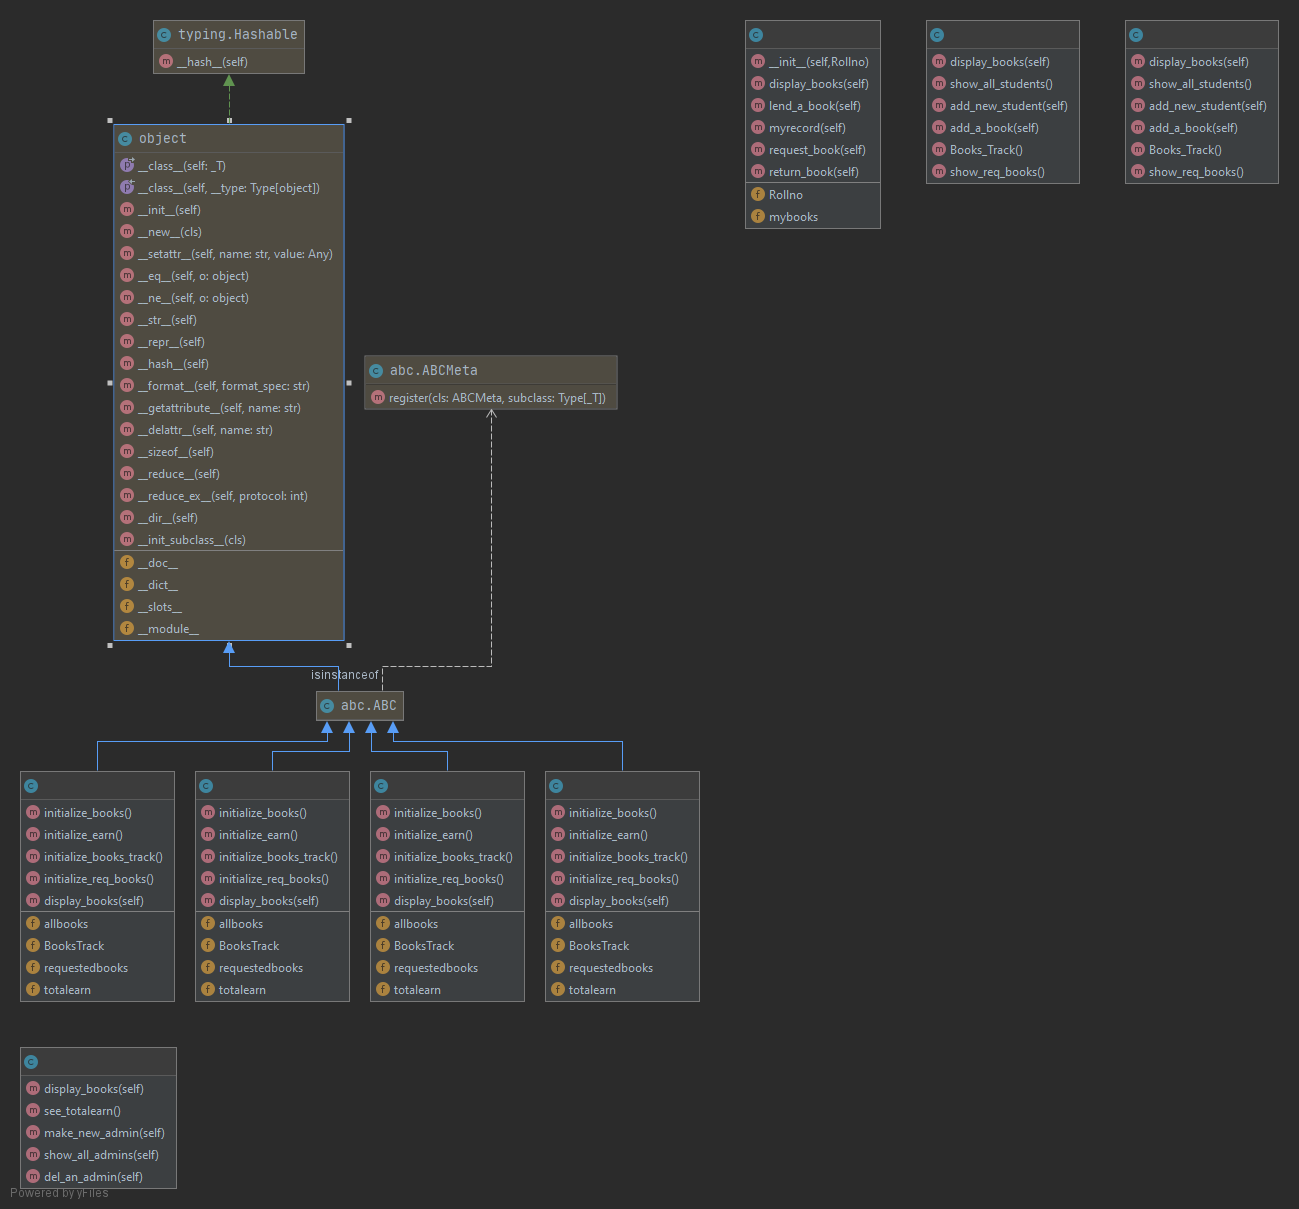 typing.Hashable
__hash__(self)
object
__class__(self: _T)
__class__(self, __type: Type[object])
__init__(self)
__new__(cls)
__setattr__(self, name: str, value: Any)
__eq__(self, o: object)
__ne__(self, o: object)
__str__(self)
__repr__(self)
__hash__(self)
__format__(self, format_spec: str)
__getattribute__(self, name: str)
__delattr__(self, name: str)
__sizeof__(self)
__reduce__(self)
__reduce_ex__(self, protocol: int)
__dir__(self)
__init_subclass__(cls)
__doc__
__dict__
__slots__
__module__
abc.ABCMeta
register(cls: ABCMeta, subclass: Type[_T])
isinstanceof
abc.ABC
__init__(self,Rollno)
display_books(self)
lend_a_book(self)
myrecord(self)
request_book(self)
return_book(self)
Rollno
mybooks
display_books(self)
show_all_students()
add_new_student(self)
add_a_book(self)
Books_Track()
show_req_books()
display_books(self)
show_all_students()
add_new_student(self)
add_a_book(self)
Books_Track()
show_req_books()
initialize_books()
initialize_earn()
initialize_books_track()
initialize_req_books()
display_books(self)
allbooks
BooksTrack
requestedbooks
totalearn
initialize_books()
initialize_earn()
initialize_books_track()
initialize_req_books()
display_books(self)
allbooks
BooksTrack
requestedbooks
totalearn
initialize_books()
initialize_earn()
initialize_books_track()
initialize_req_books()
display_books(self)
allbooks
BooksTrack
requestedbooks
totalearn
initialize_books()
initialize_earn()
initialize_books_track()
initialize_req_books()
display_books(self)
allbooks
BooksTrack
requestedbooks
totalearn
display_books(self)
see_totalearn()
make_new_admin(self)
show_all_admins(self)
del_an_admin(self)
Powered by yFiles